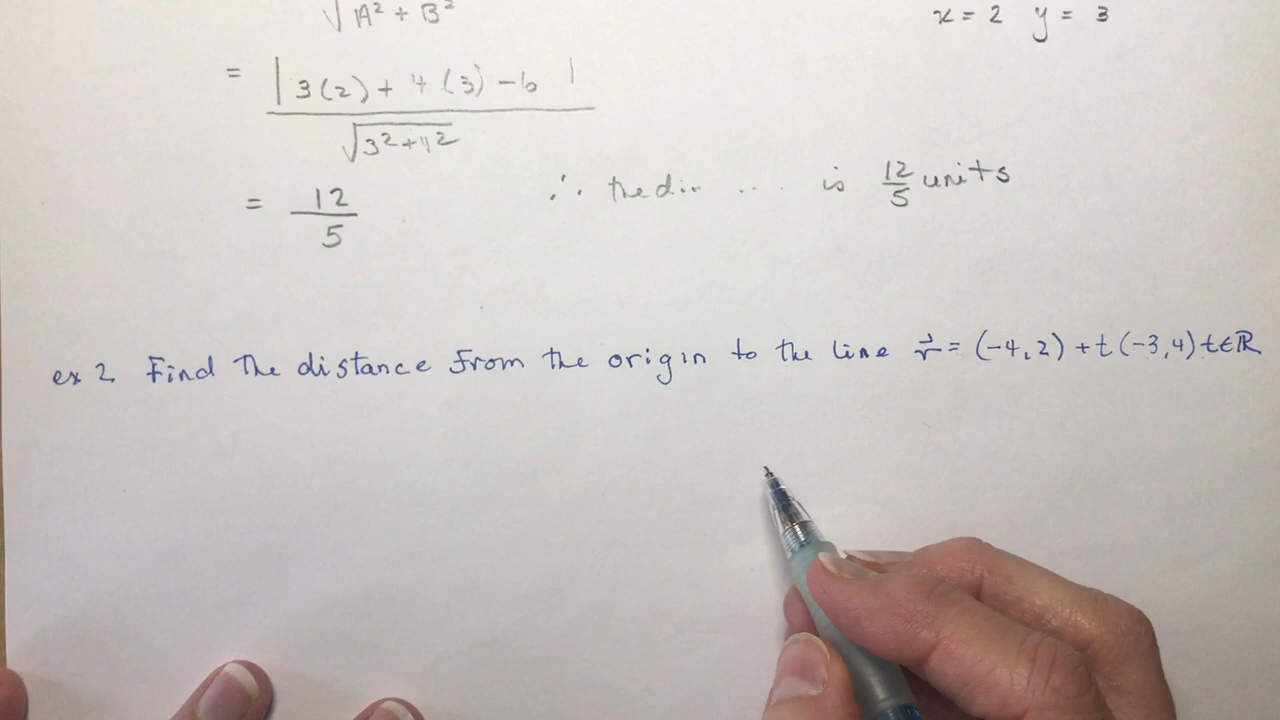 √A² + B²
x = 2 y = 3
= | 3(2) + 4(3) - 6 |
√3² + 4²
= 12/5 ∴ the .... is 12/5 units
ex 2 Find the distance from the origin to the line r⃗ = (-4, 2) + t (-3, 4) t∈ℝ